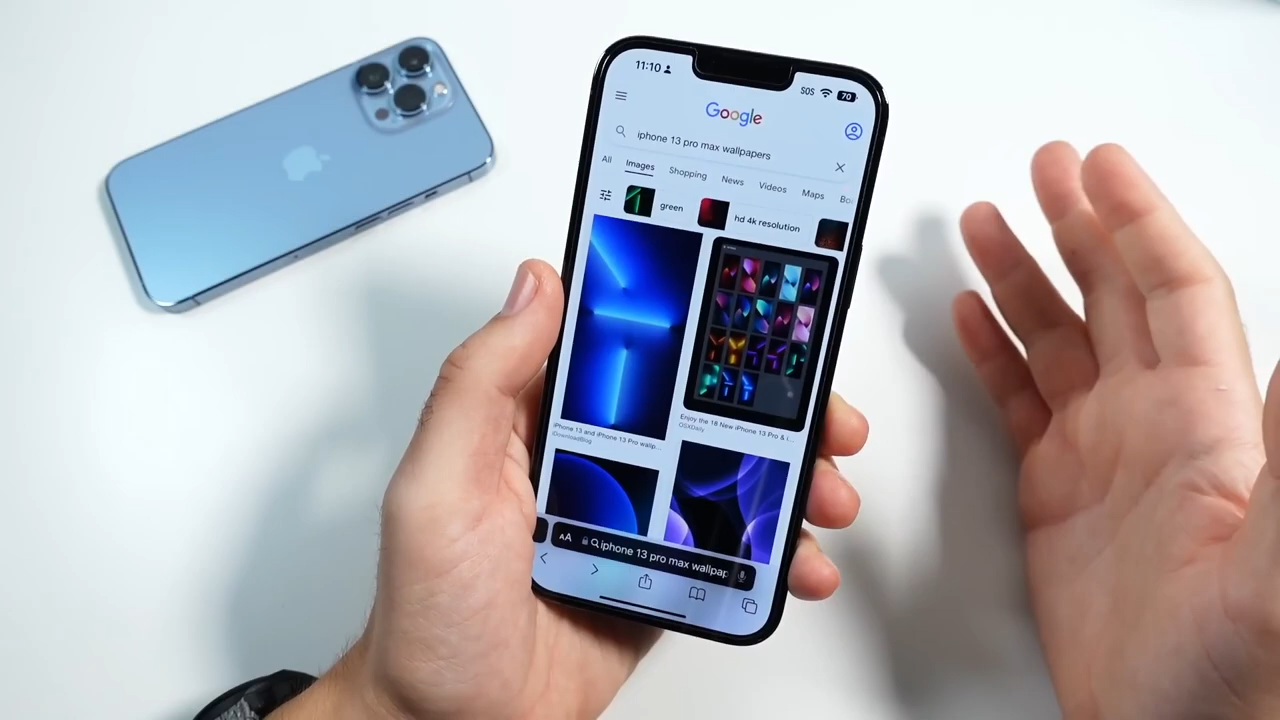 11:10
SOS
70
Google
iphone 13 pro max wallpapers
All Images Shopping News Videos Maps
green
hd 4k resolution
iPhone 13 and iPhone 13 Pro wallp...
iDownloadBlog
Enjoy the 18 New iPhone 13 Pro & i...
OSXDaily
AA iphone 13 pro max wallpap